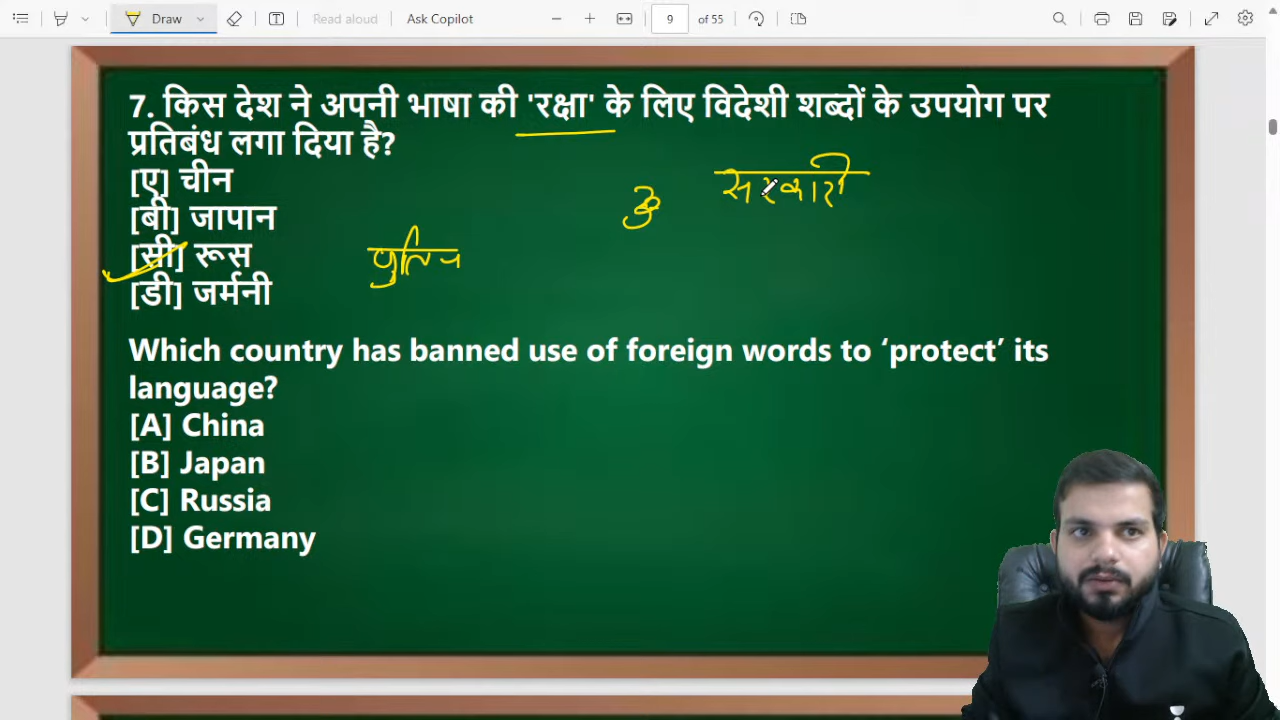 Draw
Read aloud
Ask Copilot
9 of 55
7. किस देश ने अपनी भाषा की 'रक्षा' के लिए विदेशी शब्दों के उपयोग पर
प्रतिबंध लगा दिया है?
[ए] चीन
[बी] जापान
[सी] रूस
[डी] जर्मनी
सरकारी
Which country has banned use of foreign words to ‘protect’ its
language?
[A] China
[B] Japan
[C] Russia
[D] Germany